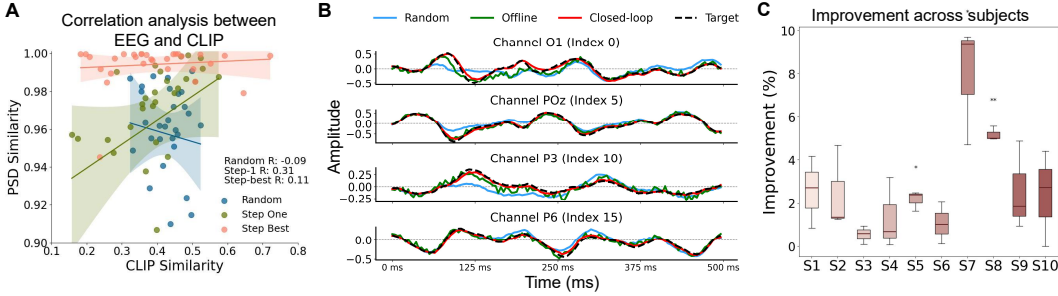 A
Correlation analysis between
EEG and CLIP
PSD Similarity
1.00
0.98
0.96
0.94
0.92
0.90
Random R: -0.09
Step-1 R: 0.31
Step-best R: 0.11
Random
Step One
Step Best
0.1 0.2 0.3 0.4 0.5 0.6 0.7
CLIP Similarity
B
Random Offline Closed-loop Target
Amplitude
Channel O1 (Index 0)
0.5
0.0
−0.5
Channel POz (Index 5)
0.5
0.0
−0.5
Channel P3 (Index 10)
0.25
0.00
−0.25
Channel P6 (Index 15)
0.5
0.0
−0.5
0 ms 125 ms 250 ms 375 ms 500 ms
Time (ms)
C
Improvement across subjects
Improvement (%)
10
8
6
4
2
0
*
**
*
S1 S2 S3 S4 S5 S6 S7 S8 S9 S10